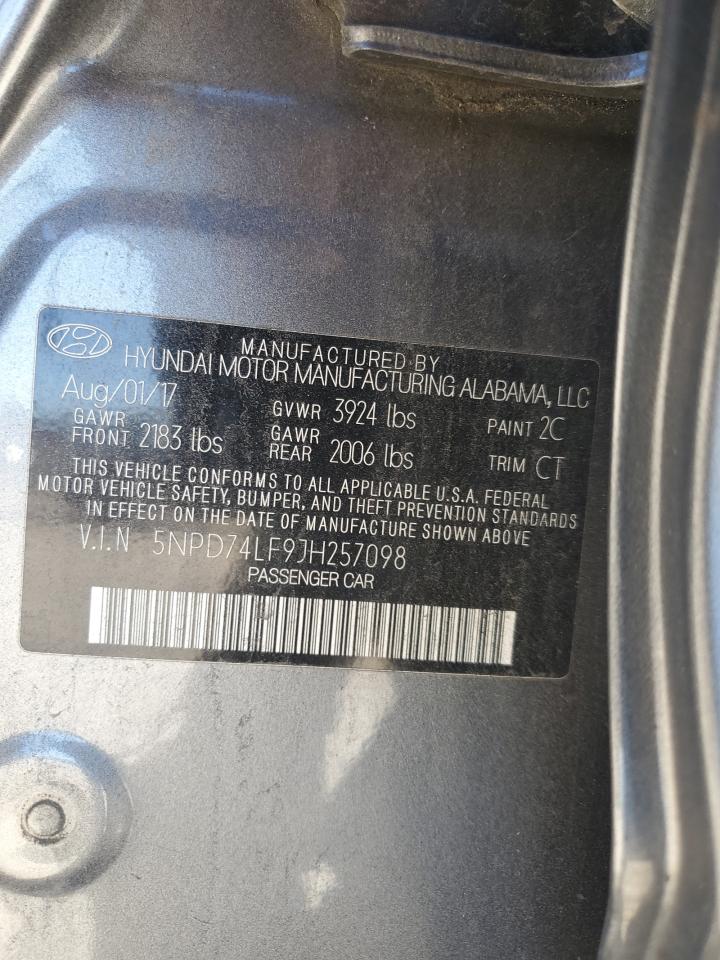 MANUFACTURED BY
HYUNDAI MOTOR MANUFACTURING ALABAMA, LLC
Aug/01/17 GVWR 3924 lbs PAINT 2C
GAWR FRONT 2183 lbs GAWR REAR 2006 lbs TRIM CT
THIS VEHICLE CONFORMS TO ALL APPLICABLE U.S.A. FEDERAL
MOTOR VEHICLE SAFETY, BUMPER, AND THEFT PREVENTION STANDARDS
IN EFFECT ON THE DATE OF MANUFACTURE SHOWN ABOVE
V.I.N 5NPD74LF9JH257098
PASSENGER CAR